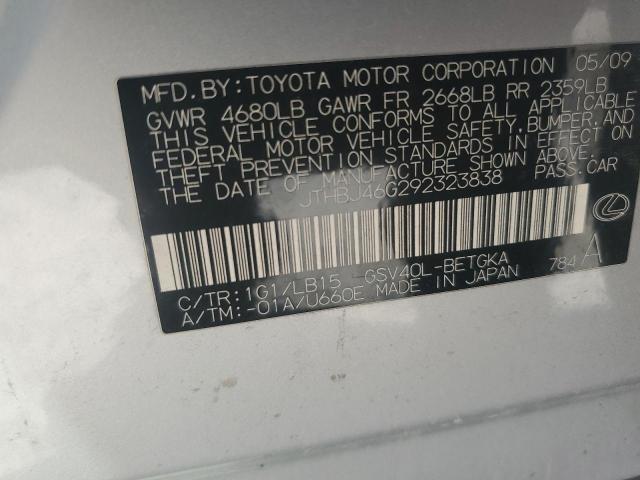 MFD. BY: TOYOTA MOTOR CORPORATION 05/09
GVWR 4680LB GAWR FR 2668LB RR 2359LB
THIS VEHICLE CONFORMS TO ALL APPLICABLE
FEDERAL MOTOR VEHICLE SAFETY, BUMPER, AND
THEFT PREVENTION STANDARDS IN EFFECT ON
THE DATE OF MANUFACTURE SHOWN ABOVE.
JTHBJ46G292323838 PASS. CAR
C/TR: 1G1/LB15 GSV40L-BETGKA
A/TM: -01A/U660E MADE IN JAPAN 784 A